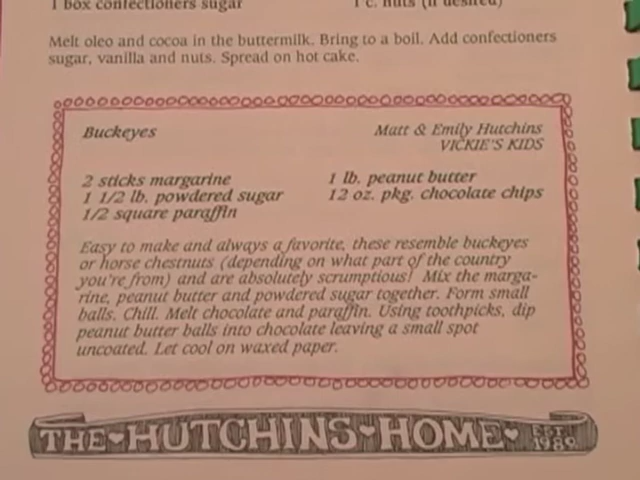 1 box confectioners sugar 1 c. nuts (if desired)
Melt oleo and cocoa in the buttermilk. Bring to a boil. Add confectioners
sugar, vanilla and nuts. Spread on hot cake.
Buckeyes
Matt & Emily Hutchins
VICKIE'S KIDS
2 sticks margarine
1 1/2 lb. powdered sugar
1/2 square paraffin
1 lb. peanut butter
12 oz. pkg. chocolate chips
Easy to make and always a favorite, these resemble buckeyes
or horse chestnuts (depending on what part of the country
you're from) and are absolutely scrumptious! Mix the marga-
rine, peanut butter and powdered sugar together. Form small
balls. Chill. Melt chocolate and paraffin. Using toothpicks, dip
peanut butter balls into chocolate leaving a small spot
uncoated. Let cool on waxed paper.
THE HUTCHINS HOME EST.
1989